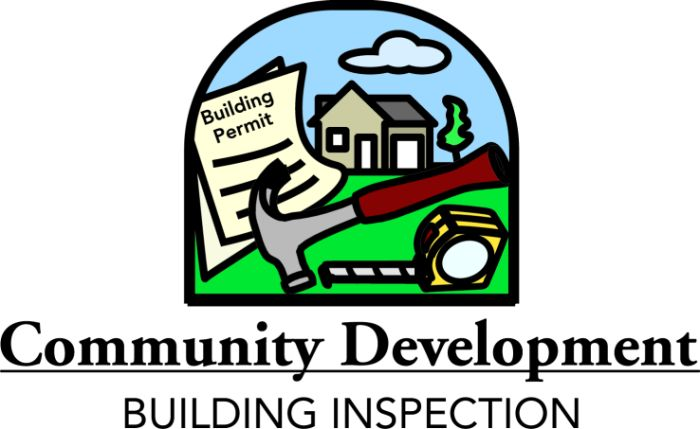 Building
Permit
Community Development
BUILDING INSPECTION